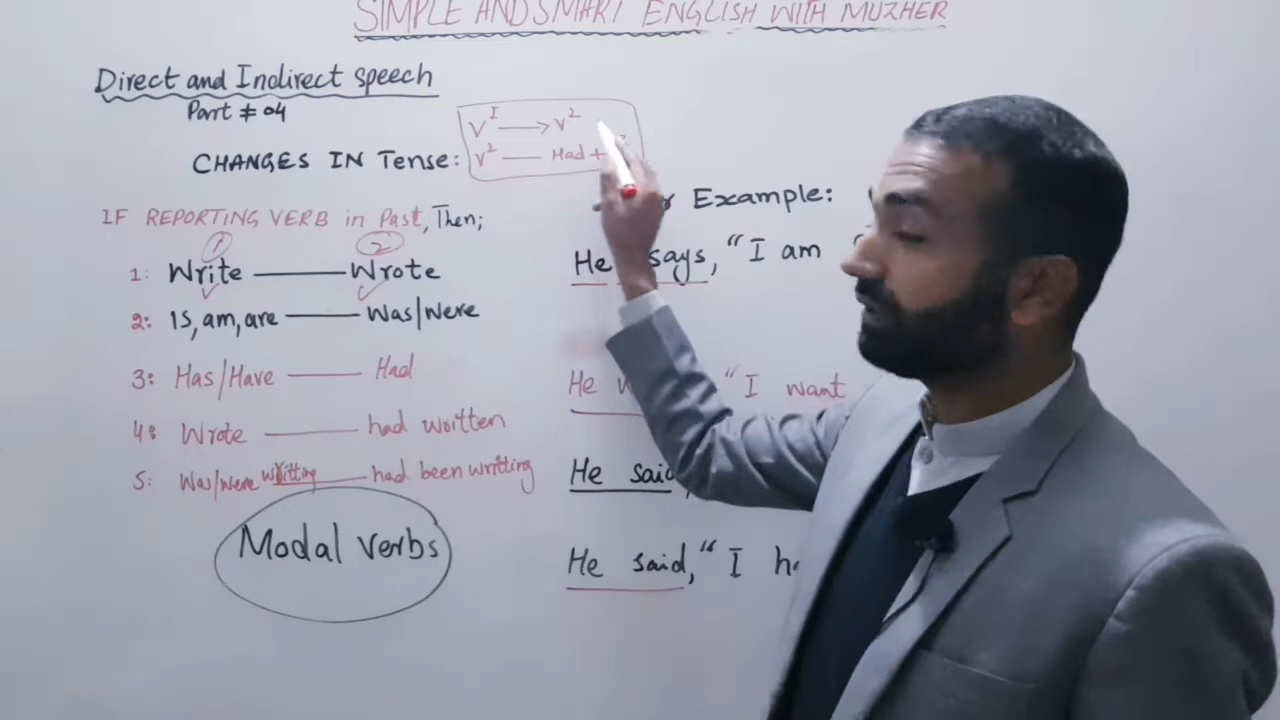 SIMPLE AND SMART ENGLISH WITH MUZHER
Direct and Indirect speech
Part # 04
CHANGES IN Tense:
V¹ → V²
V² — Had +
IF REPORTING VERB in Past, Then;
1 2
1: Write — Wrote
2: Is, am, are — Was/Were
3: Has/Have — Had
4: Wrote — had written
5: Was/Were writting — had been writting
Modal verbs
Example:
He says, “I am
He “I want
He said,
He said, “I